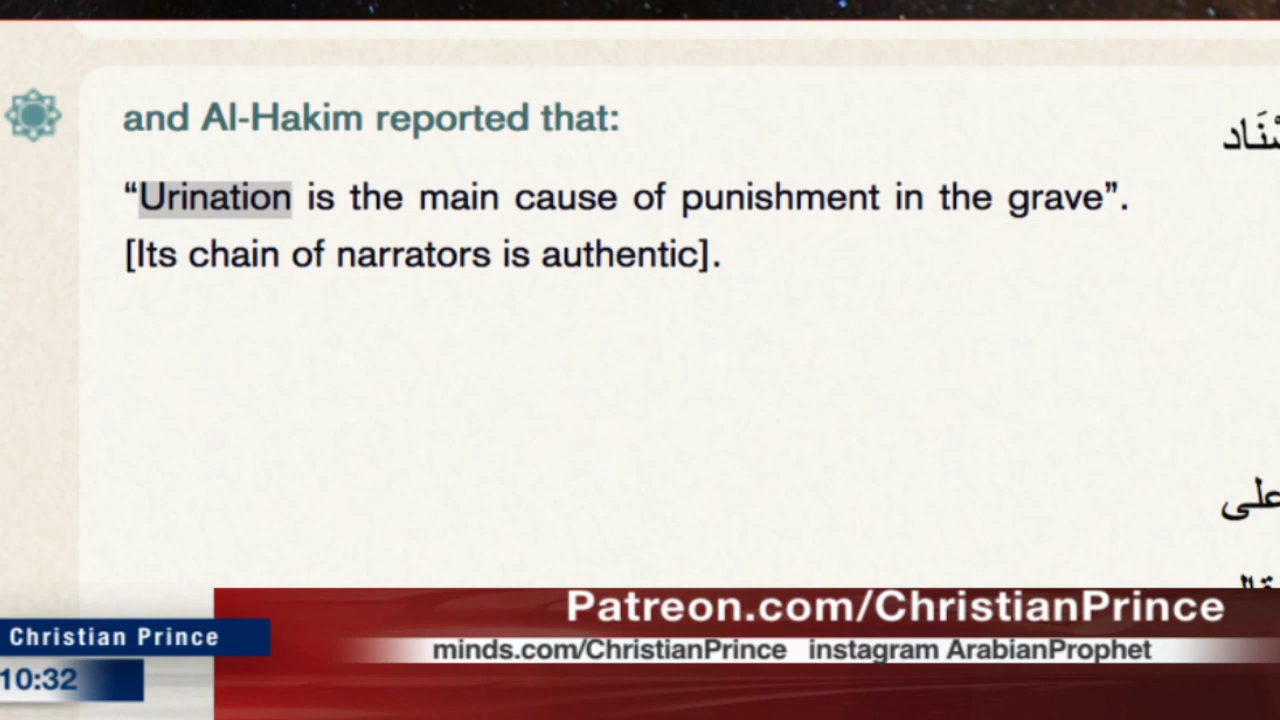 and Al-Hakim reported that:
“Urination is the main cause of punishment in the grave”.
[Its chain of narrators is authentic].
على
Patreon.com/ChristianPrince
Christian Prince
minds.com/ChristianPrince instagram ArabianProphet
10:32